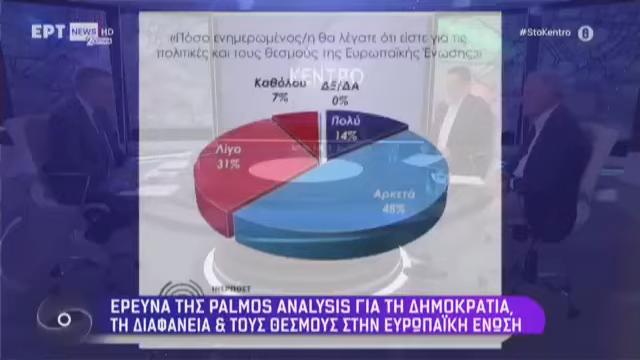 ΕΡΤ NEWS HD
#StoKentro
8
«Πόσο ενημερωμένος/η θα λέγατε ότι είστε για τις
πολιτικές και τους θεσμούς της Ευρωπαϊκής Ένωσης»
ΚΕΝΤΡΟ
Καθόλου
7%
ΔΞ/ΔΑ
0%
Πολύ
14%
Λίγο
31%
Αρκετά
48%
ΕΡΕΥΝΑ ΤΗΣ PALMOS ANALYSIS ΓΙΑ ΤΗ ΔΗΜΟΚΡΑΤΙΑ,
ΤΗ ΔΙΑΦΑΝΕΙΑ & ΤΟΥΣ ΘΕΣΜΟΥΣ ΣΤΗΝ ΕΥΡΩΠΑΪΚΗ ΕΝΩΣΗ